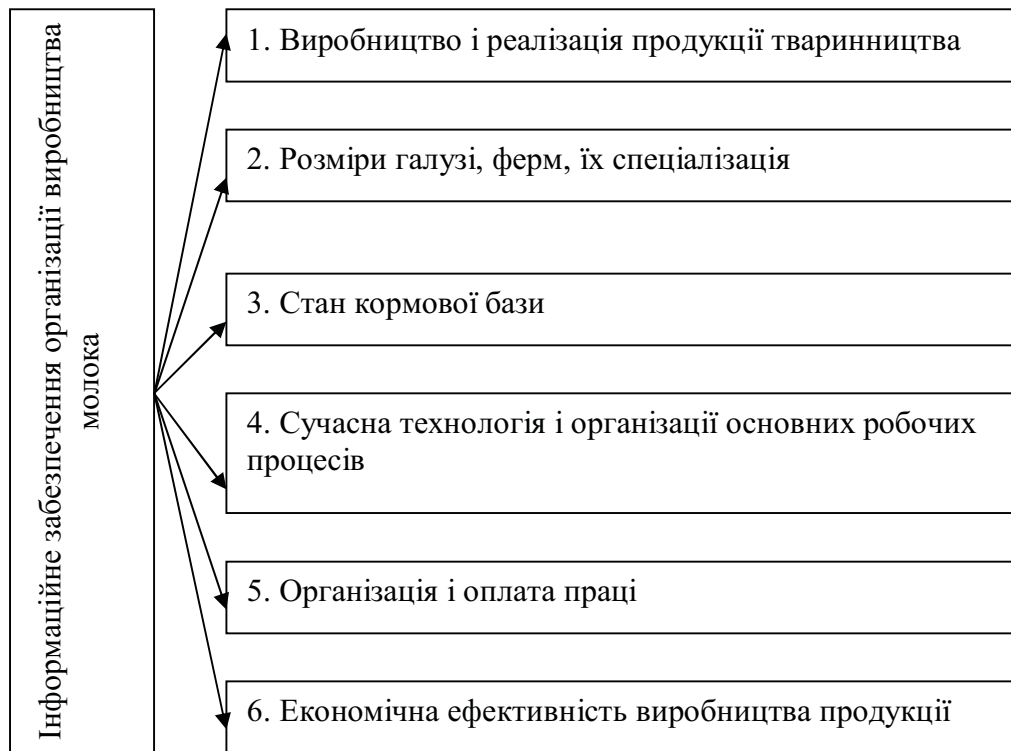 Інформаційне забезпечення організації виробництва
молока
1. Виробництво і реалізація продукції тваринництва
2. Розміри галузі, ферм, їх спеціалізація
3. Стан кормової бази
4. Сучасна технологія і організації основних робочих
процесів
5. Організація і оплата праці
6. Економічна ефективність виробництва продукції